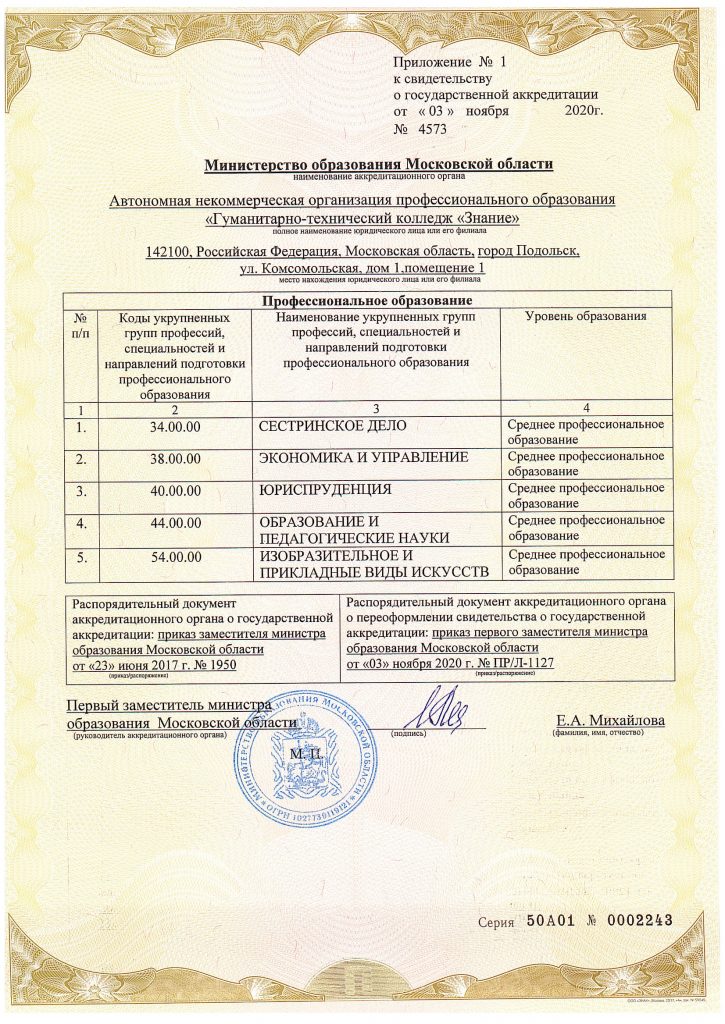 Приложение № 1
к свидетельству
о государственной аккредитации
от « 03 » ноября 2020г.
№ 4573
Министерство образования Московской области
наименование аккредитационного органа
Автономная некоммерческая организация профессионального образования
«Гуманитарно-технический колледж «Знание»
полное наименование юридического лица или его филиала
142100, Российская Федерация, Московская область, город Подольск,
ул. Комсомольская, дом 1,помещение 1
место нахождения юридического лица или его филиала
Профессиональное образование
№ п/п
Коды укрупненных
групп профессий,
специальностей и
направлений подготовки
профессионального
образования
Наименование укрупненных групп
профессий, специальностей и
направлений подготовки
профессионального образования
Уровень образования
1 2 3 4
1. 34.00.00 СЕСТРИНСКОЕ ДЕЛО Среднее профессиональное
образование
2. 38.00.00 ЭКОНОМИКА И УПРАВЛЕНИЕ Среднее профессиональное
образование
3. 40.00.00 ЮРИСПРУДЕНЦИЯ Среднее профессиональное
образование
4. 44.00.00 ОБРАЗОВАНИЕ И Среднее профессиональное
ПЕДАГОГИЧЕСКИЕ НАУКИ образование
5. 54.00.00 ИЗОБРАЗИТЕЛЬНОЕ И Среднее профессиональное
ПРИКЛАДНЫЕ ВИДЫ ИСКУССТВ образование
Распорядительный документ
аккредитационного органа о государственной
аккредитации: приказ заместителя министра
образования Московской области
от «23» июня 2017 г. № 1950
(приказ/распоряжения)
Распорядительный документ аккредитационного органа
о переоформлении свидетельства о государственной
аккредитации: приказ первого заместителя министра
образования Московской области
от «03» ноября 2020 г. № ПР/Л-1127
(приказ/распоряжение)
Первый заместитель министра
образования Московской области
(руководитель аккредитационного органа)
(подпись)
Е.А. Михайлова
(фамилия, имя, отчество)
М. П.
МИНИСТЕРСТВО ОБРАЗОВАНИЯ МОСКОВСКОЙ ОБЛАСТИ
ОГРН 1027739119121
Серия 50А01 № 0002243